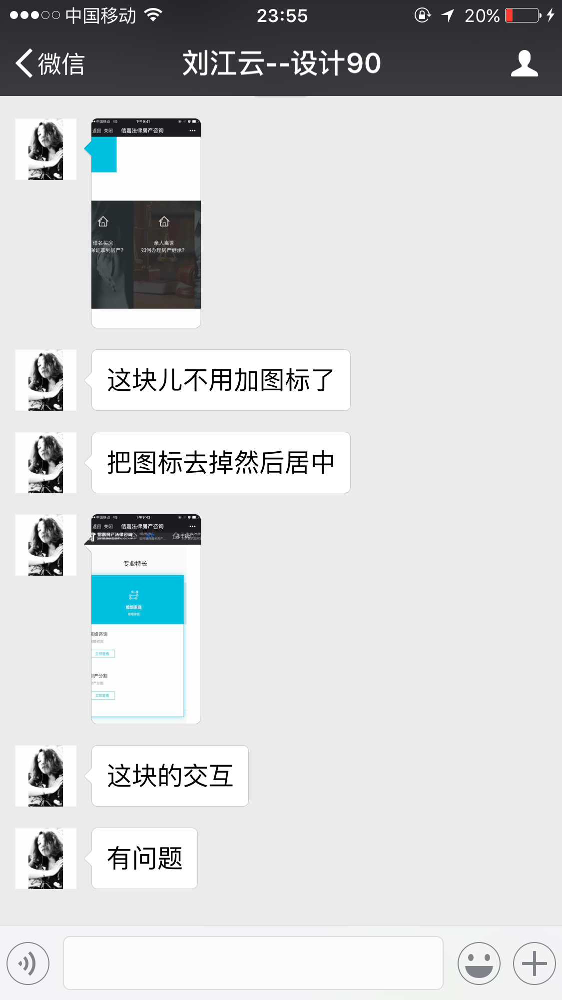 中国移动
23:55
20%
微信
刘江云--设计90
中国移动 4G
下午9:41
返回 关闭
信嘉法律房产咨询
借名买房
保证拿到房产?
亲人离世
如何办理房产继承?
这块儿不用加图标了
把图标去掉然后居中
中国移动 4G
下午9:43
返回 关闭
信嘉法律房产咨询
信嘉房产法律咨询
关于我们
专业特长
婚姻家庭
婚姻家庭
离婚咨询
离婚咨询
立即查看
财产分割
财产分割
立即查看
这块的交互
有问题